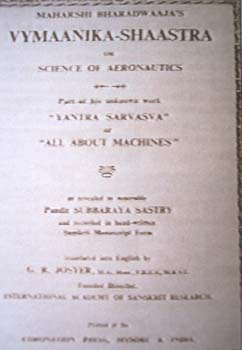 MAHARSHI BHARADWAAJA'S
VYMAANIKA-SHAASTRA
OR
SCIENCE OF AERONAUTICS
Part of his unknown work
"YANTRA SARVASVA"
or
"ALL ABOUT MACHINES"
as revealed to venerable
Pandit SUBBARAYA SASTRY
and recorded in hand-written
Sanskrit Manuscript Form
translated into English by
G. R. JOSYER,
Founder Director,
INTERNATIONAL ACADEMY OF SANSKRIT RESEARCH.
Printed at the
CORONATION PRESS, MYSORE & INDIA.